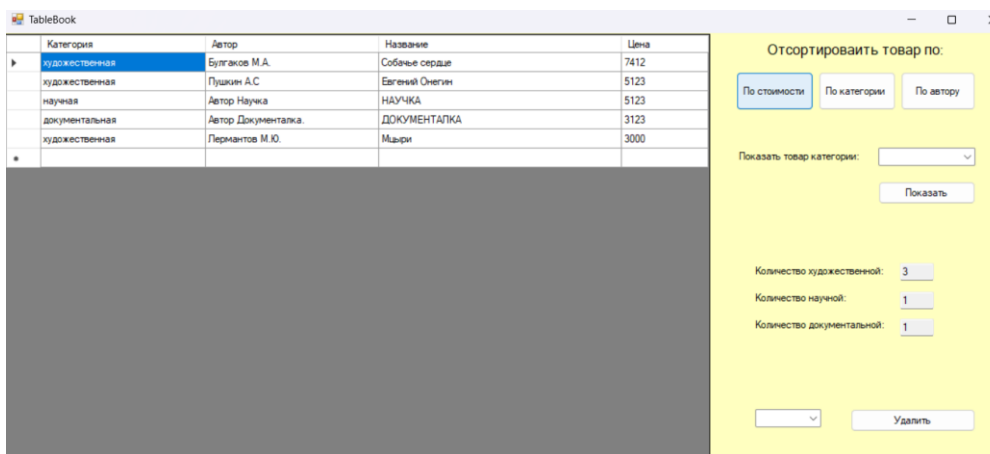 TableBook
Категория Автор Название Цена
художественная Булгаков М.А. Собачье сердце 7412
художественная Пушкин А.С Евгений Онегин 5123
научная Автор Научка НАУЧКА 5123
документальная Автор Документалка. ДОКУМЕНТАЛКА 3123
художественная Лермантов М.Ю. Мцыри 3000
Отсортироваить товар по:
По стоимости По категории По автору
Показать товар категории:
Показать
Количество художественной: 3
Количество научной: 1
Количество документальной: 1
Удалить